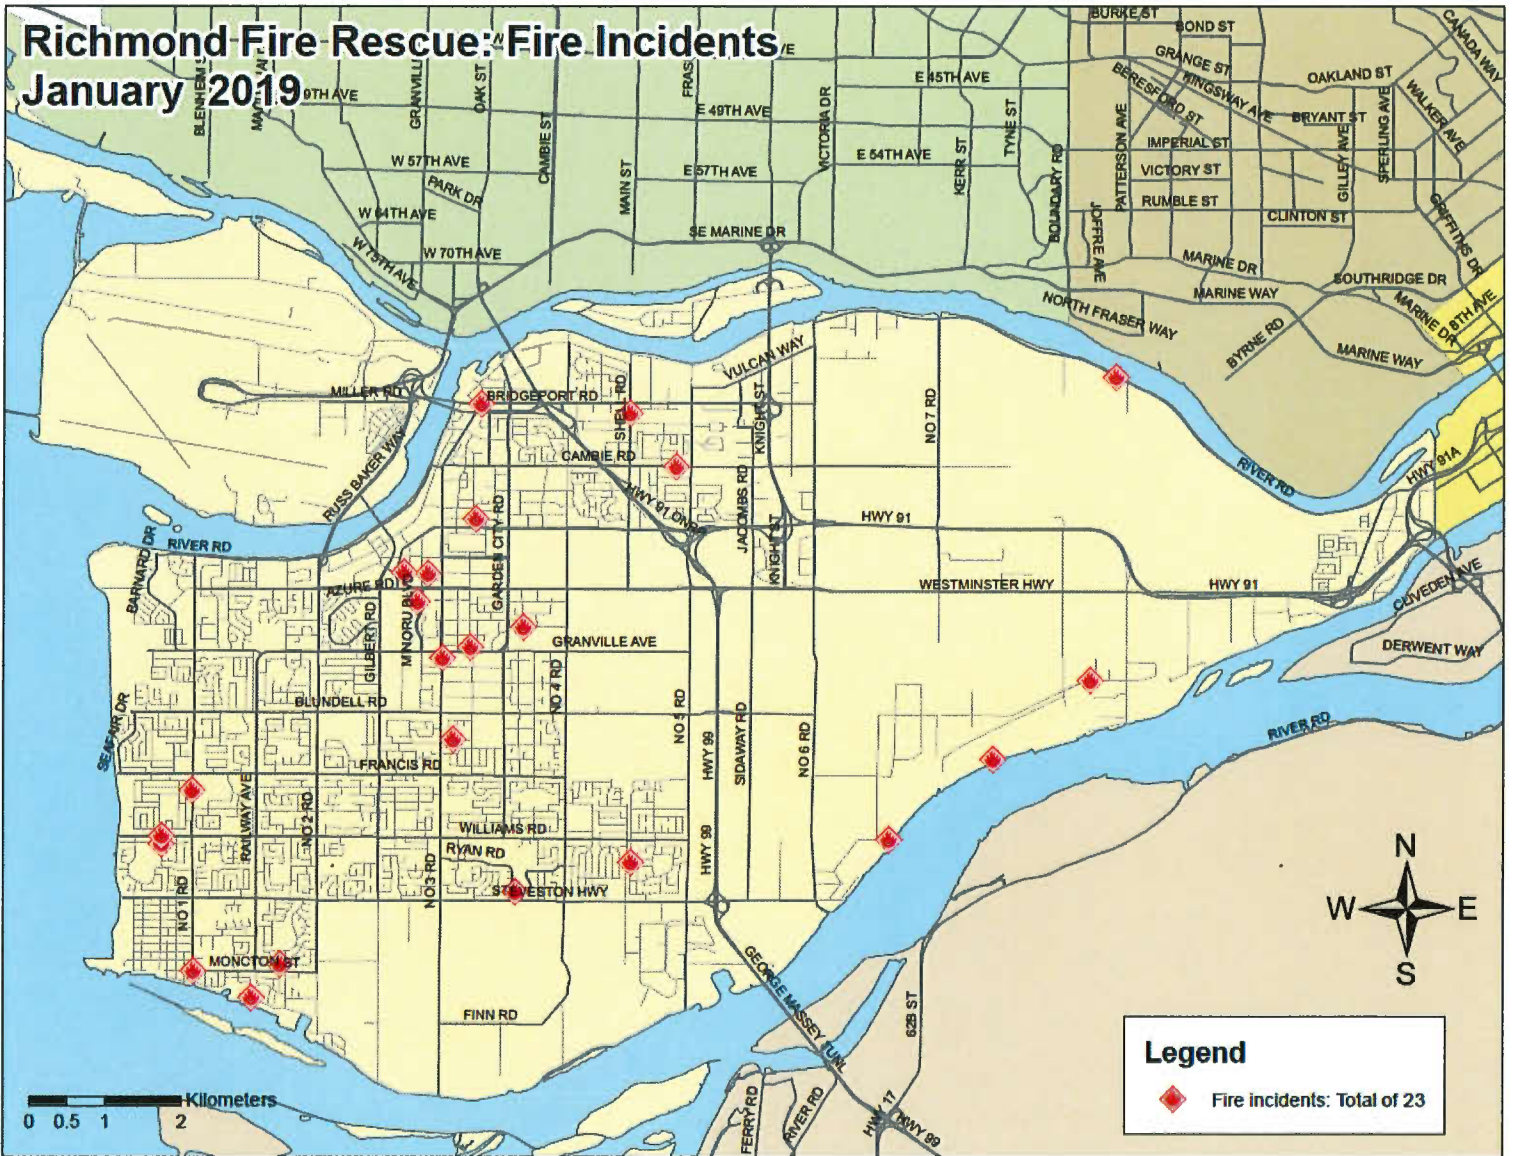 Richmond Fire Rescue: Fire Incidents
January 2019
BURKE ST
BOND ST
CANADA WAY
GRANGE ST
OAKLAND ST
E 45TH AVE
BERESFORD ST
KINGSWAY AVE
WALKER AVE
9TH AVE
E 49TH AVE
BRYANT ST
OAK ST
CAMBIE ST
MAIN ST
VICTORIA DR
KERR ST
TYNE ST
BOUNDARY RD
PATTERSON AVE
IMPERIAL ST
GILLEY AVE
SPERLING AVE
W 57TH AVE
E 57TH AVE
E 54TH AVE
VICTORY ST
PARK DR
RUMBLE ST
GRIFFITHS DR
W 64TH AVE
JOFFRE AVE
CLINTON ST
SE MARINE DR
W 75TH AVE
W 70TH AVE
MARINE DR
SOUTHRIDGE DR
NORTH FRASER WAY
MARINE WAY
MARINE DR
8TH AVE
BYRNE RD
MARINE WAY
VULCAN WAY
MILLER RD
BRIDGEPORT RD
SHELL RD
KNIGHT ST
NO 7 RD
RUSS BAKER WAY
CAMBIE RD
RIVER RD
HWY 91A
HWY 91 ONRP
JACOMBS RD
HWY 91
GARDEN CITY RD
KNIGHT ST
BARNARD DR
RIVER RD
AZURE RD
WESTMINSTER HWY
HWY 91
CLIVEDEN AVE
GILBERT RD
MINORU BLVD
GRANVILLE AVE
DERWENT WAY
NO 4 RD
SEAFAIR DR
BLUNDELL RD
NO 5 RD
HWY 99
SIDAWAY RD
NO 6 RD
RIVER RD
FRANCIS RD
RAILWAY AVE
NO 2 RD
WILLIAMS RD
HWY 99
RYAN RD
NO 3 RD
STEVESTON HWY
NO 1 RD
MONCTON ST
GEORGE MASSEY TUNL
FINN RD
62B ST
N
W
E
S
Legend
Fire incidents: Total of 23
Kilometers
0 0.5 1 2
FERRY RD
RIVER RD
HWY 17
HWY 99